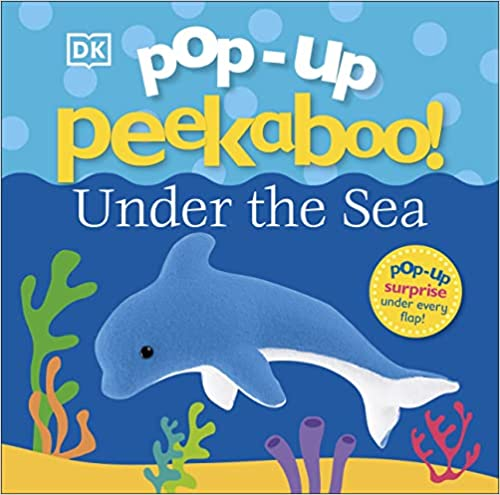 DK
pop-up
peekaboo!
Under the Sea
pop-up
surprise
under every
flap!